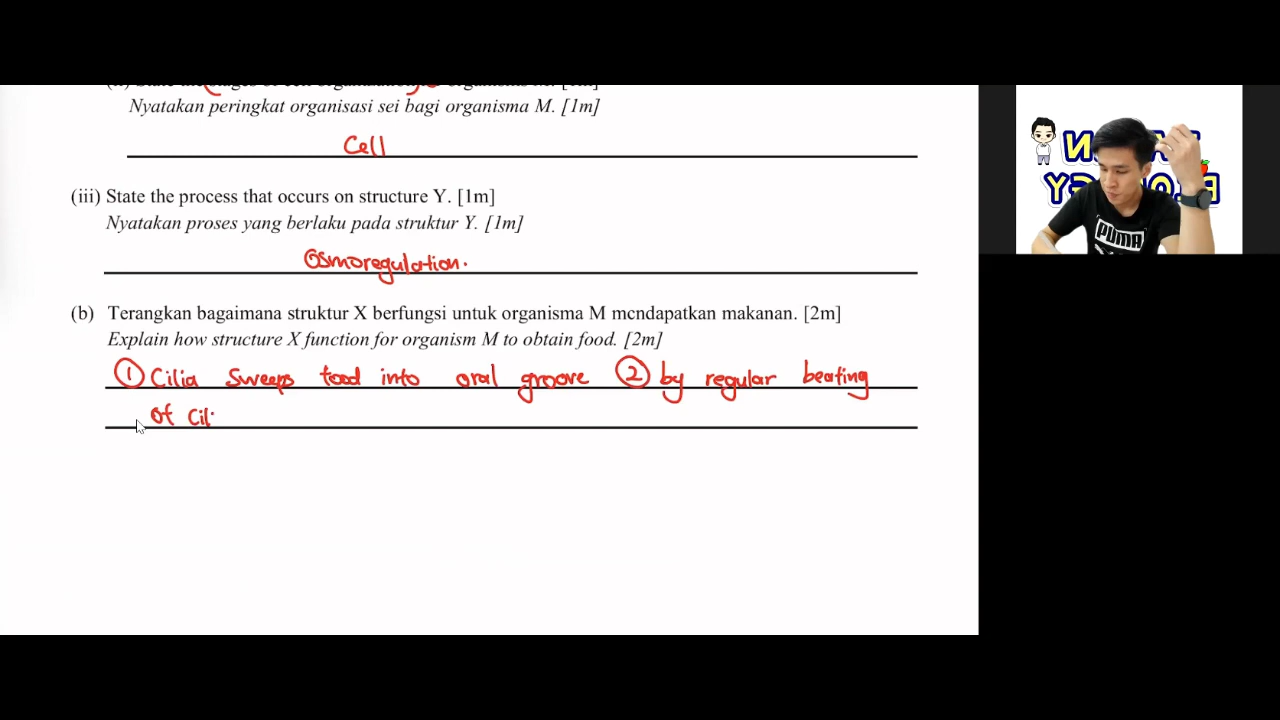 Nyatakan peringkat organisasi sei bagi organisma M. [1m]
Cell
(iii) State the process that occurs on structure Y. [1m]
Nyatakan proses yang berlaku pada struktur Y. [1m]
Osmoregulation.
(b) Terangkan bagaimana struktur X berfungsi untuk organisma M mcndapatkan makanan. [2m]
Explain how structure X function for organism M to obtain food. [2m]
① Cilia sweeps food into oral groove ② by regular beating
of cil
PUMA